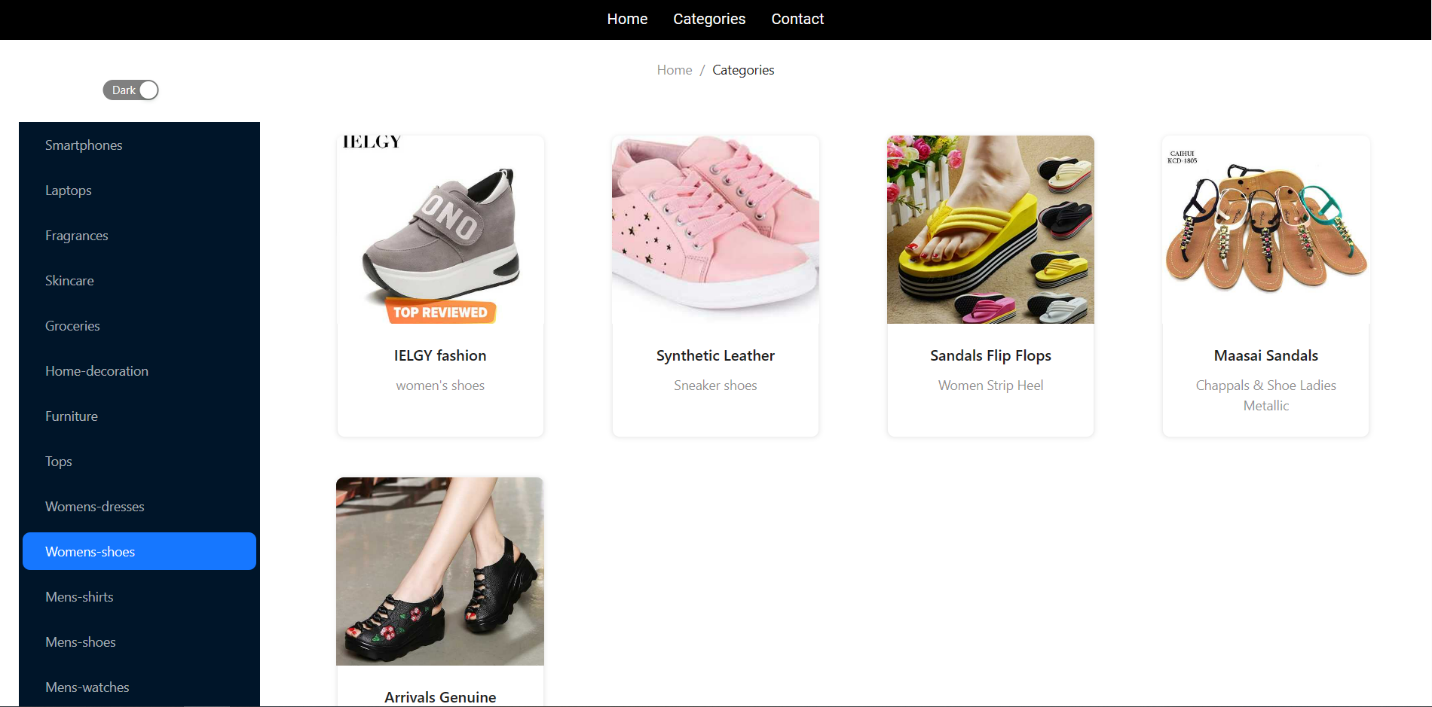 Home Categories Contact
Home / Categories
Dark
Smartphones
Laptops
Fragrances
Skincare
Groceries
Home-decoration
Furniture
Tops
Womens-dresses
Womens-shoes
Mens-shirts
Mens-shoes
Mens-watches
IELGY
ONO
TOP REVIEWED
IELGY fashion
women's shoes
Synthetic Leather
Sneaker shoes
Sandals Flip Flops
Women Strip Heel
CAIHUI
KCD-1805
Maasai Sandals
Chappals & Shoe Ladies
Metallic
Arrivals Genuine